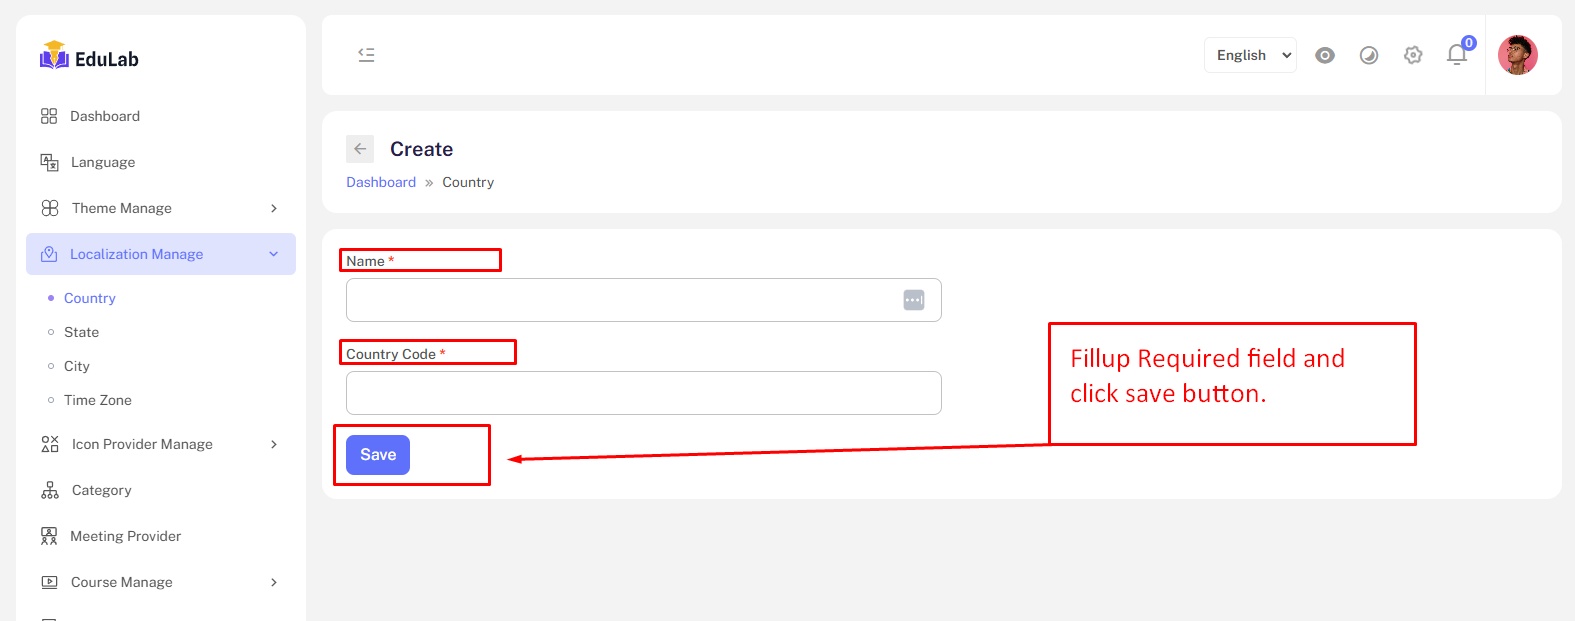 EduLab
Dashboard
Language
Theme Manage
Localization Manage
Country
State
City
Time Zone
Icon Provider Manage
Category
Meeting Provider
Course Manage
English
0
Create
Dashboard » Country
Name *
Country Code *
Save
Fillup Required field and
click save button.